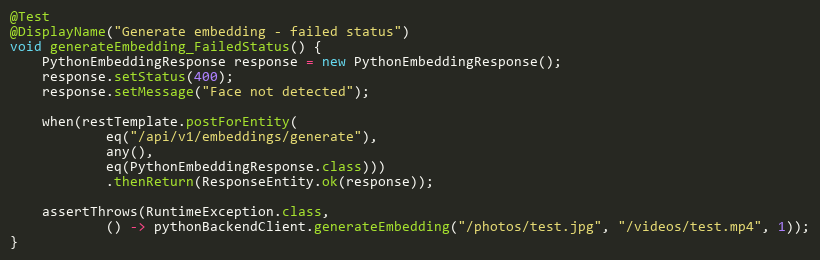 @Test
@DisplayName("Generate embedding - failed status")
void generateEmbedding_FailedStatus() {
    PythonEmbeddingResponse response = new PythonEmbeddingResponse();
    response.setStatus(400);
    response.setMessage("Face not detected");

    when(restTemplate.postForEntity(
            eq("/api/v1/embeddings/generate"),
            any(),
            eq(PythonEmbeddingResponse.class)))
            .thenReturn(ResponseEntity.ok(response));

    assertThrows(RuntimeException.class,
            () -> pythonBackendClient.generateEmbedding("/photos/test.jpg", "/videos/test.mp4", 1));
}